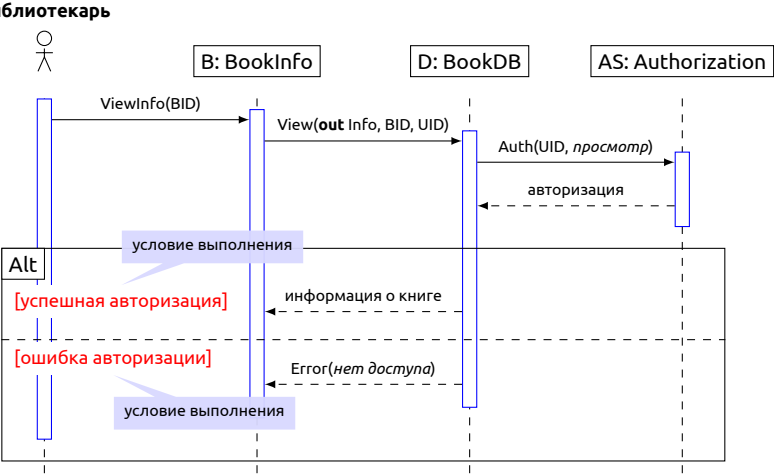 блиотекарь
B: BookInfo
D: BookDB
AS: Authorization
ViewInfo(BID)
View(out Info, BID, UID)
Auth(UID, просмотр)
авторизация
условие выполнения
Alt
[успешная авторизация]
информация о книге
[ошибка авторизации]
Error(нет доступа)
условие выполнения